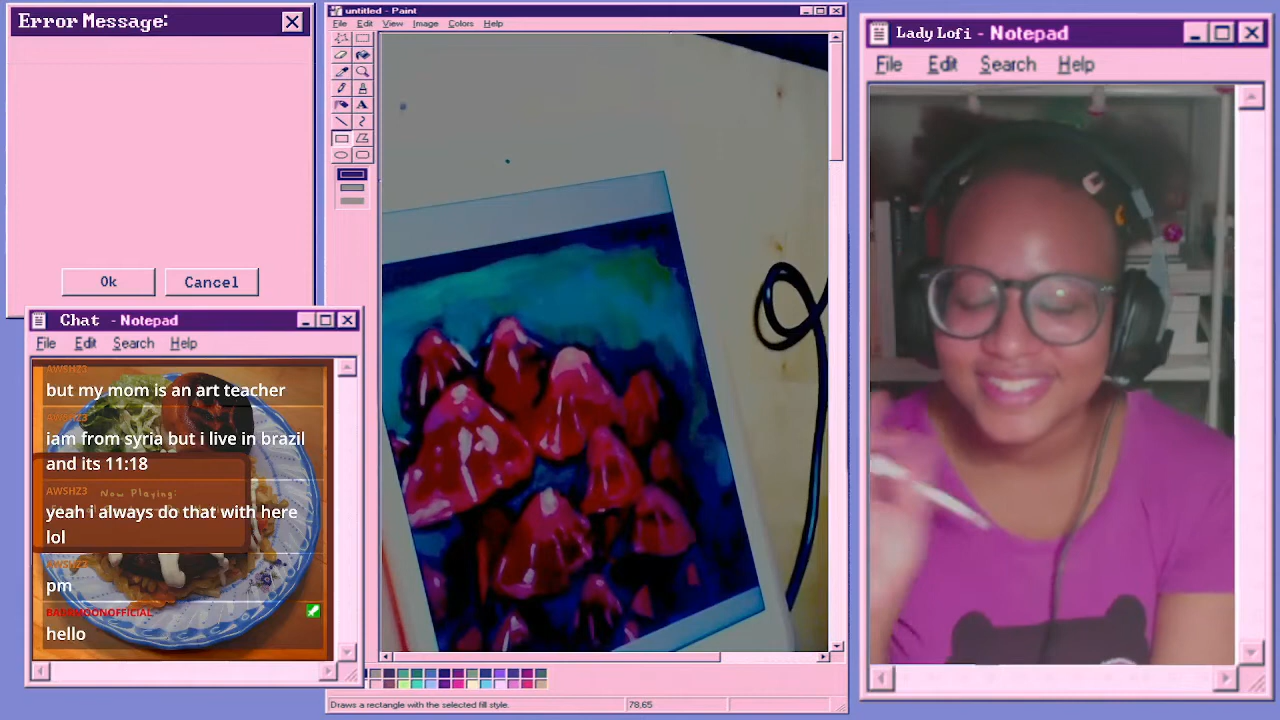 Error Message:
Ok
Cancel
Chat - Notepad
File Edit Search Help
AWSHZ3
but my mom is an art teacher
AWSHZ3
iam from syria but i live in brazil
and its 11:18
AWSHZ3
Now Playing:
yeah i always do that with here
lol
AWSHZ3
pm
hello
untitled - Paint
File Edit View Image Colors Help
A
Draws a rectangle with the selected fill style.
78,65
Lady Lofi - Notepad
File Edit Search Help